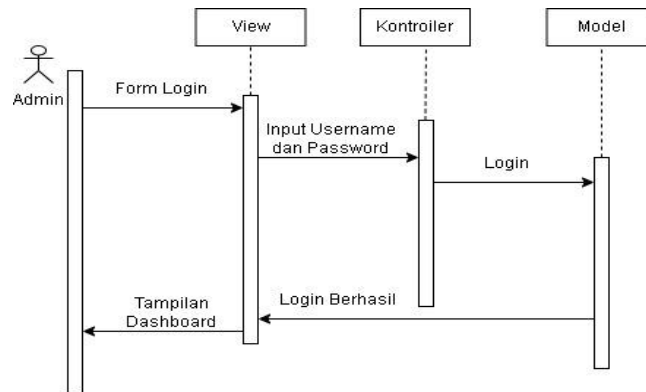 View
Kontroiler
Model
Admin
Form Login
Input Username
dan Password
Login
Login Berhasil
Tampilan
Dashboard